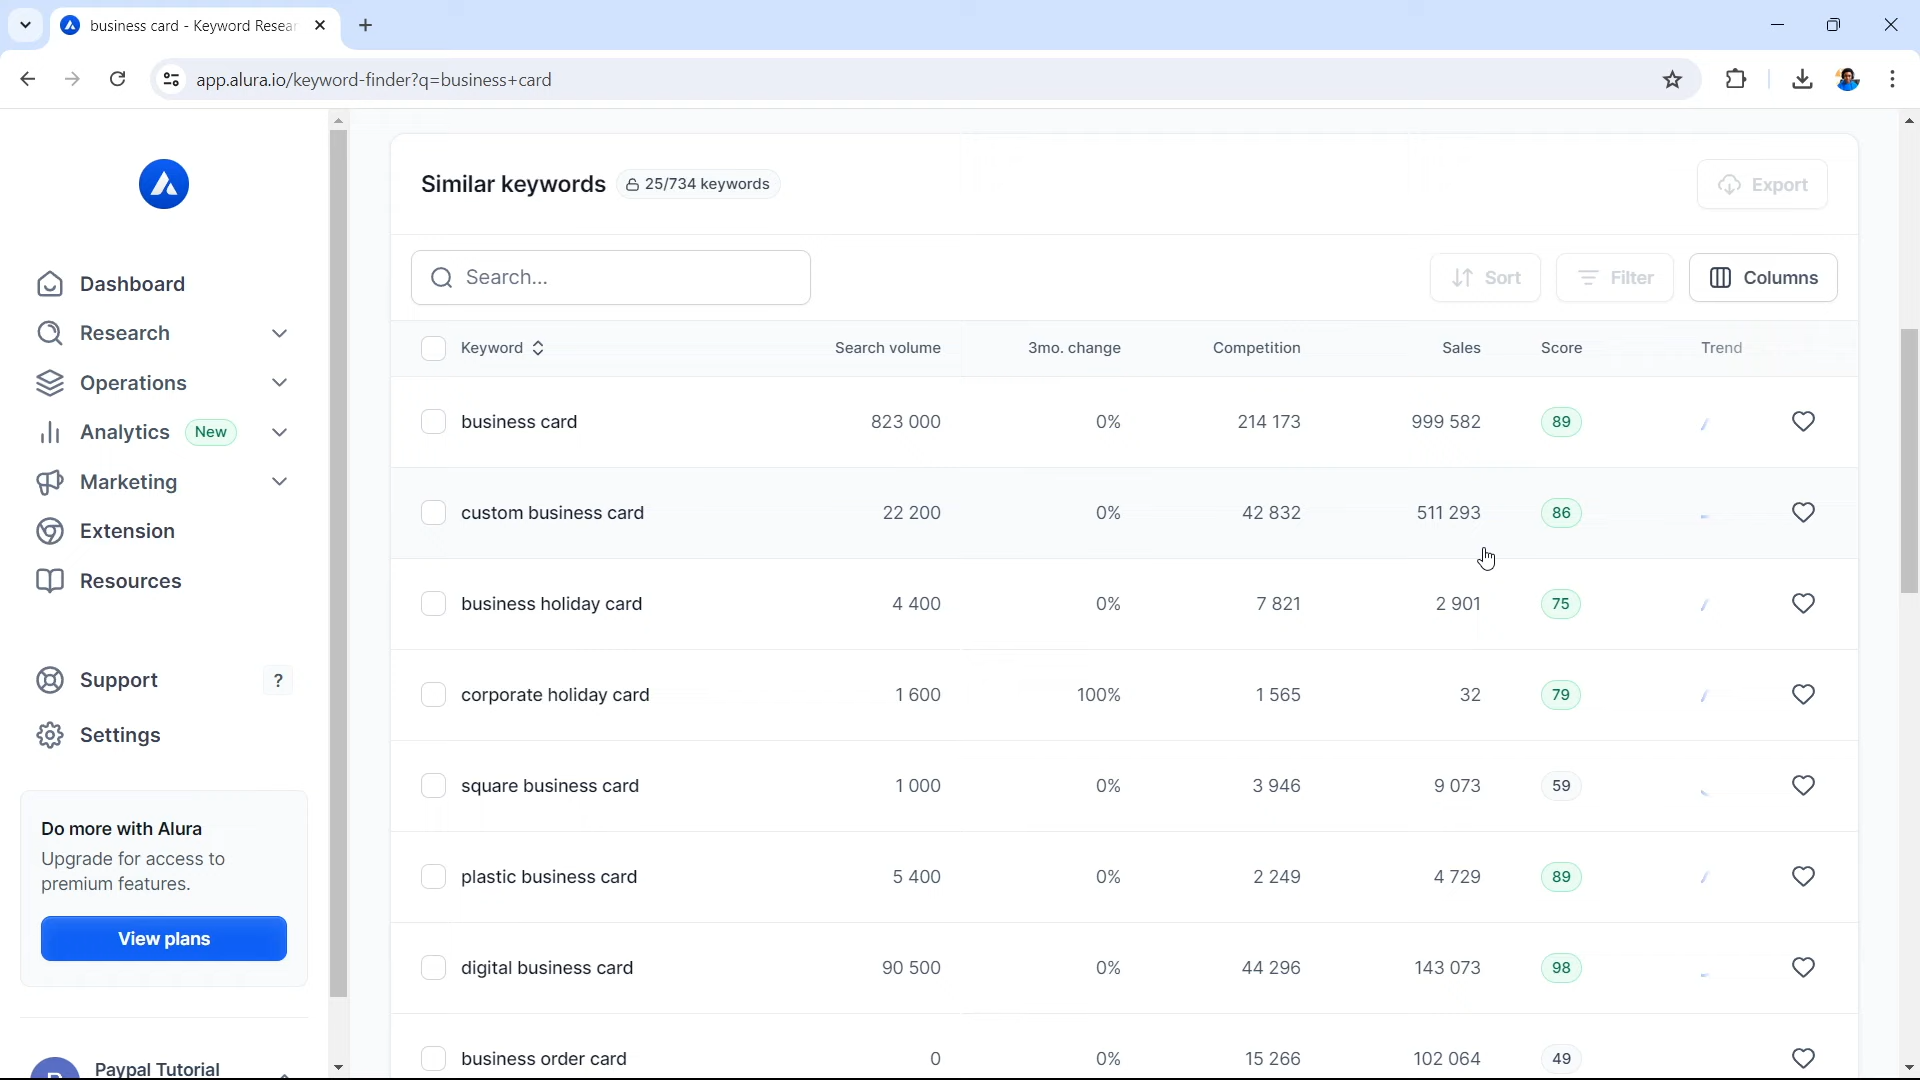 business card - Keyword Resear
app.alura.io/keyword-finder?q=business+card
Dashboard
Research
Operations
Analytics New
Marketing
Extension
Resources
Support ?
Settings
Do more with Alura
Upgrade for access to
premium features.
View plans
Paypal Tutorial
Similar keywords 25/734 keywords Export
Search... Sort Filter Columns
Keyword Search volume 3mo. change Competition Sales Score Trend
business card 823 000 0% 214 173 999 582 89
custom business card 22 200 0% 42 832 511 293 86
business holiday card 4 400 0% 7 821 2 901 75
corporate holiday card 1 600 100% 1 565 32 79
square business card 1 000 0% 3 946 9 073 59
plastic business card 5 400 0% 2 249 4 729 89
digital business card 90 500 0% 44 296 143 073 98
business order card 0 0% 15 266 102 064 49